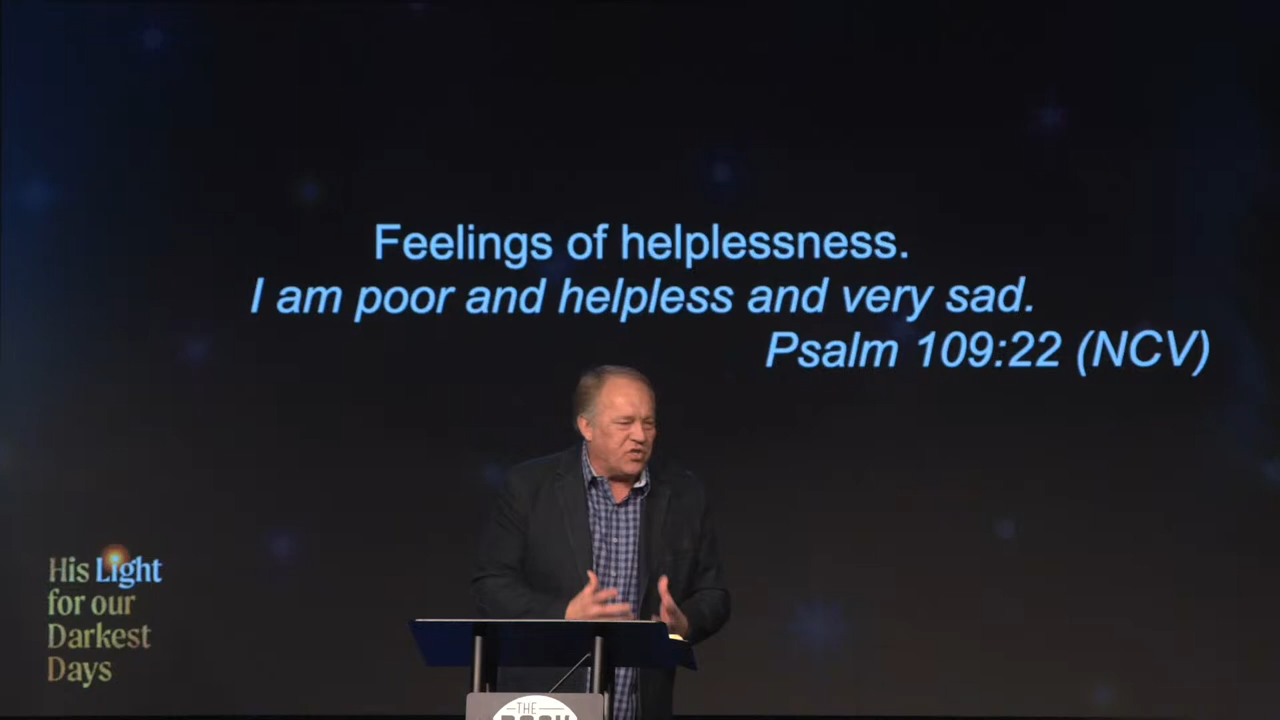 Feelings of helplessness.
I am poor and helpless and very sad.
Psalm 109:22 (NCV)
His Light
for our
Darkest
Days
THE